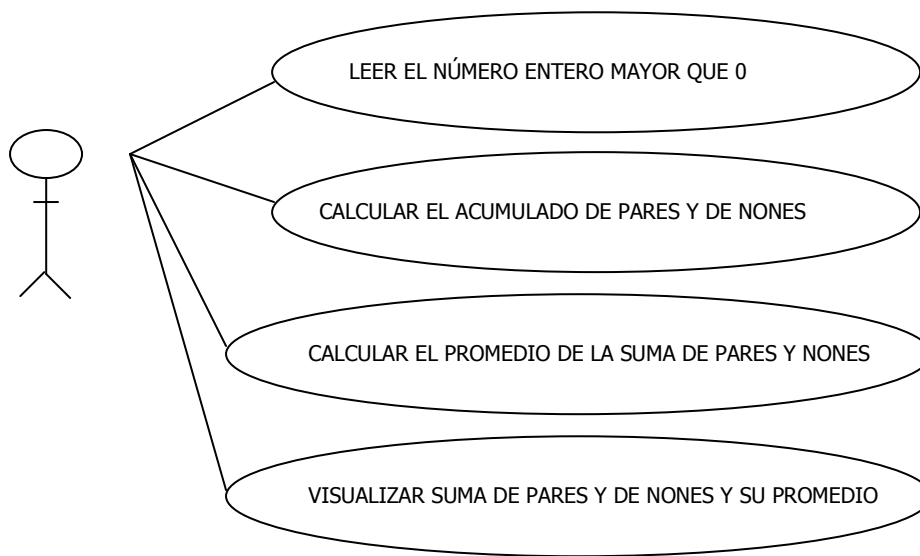 LEER EL NÚMERO ENTERO MAYOR QUE 0
CALCULAR EL ACUMULADO DE PARES Y DE NONES
CALCULAR EL PROMEDIO DE LA SUMA DE PARES Y NONES
VISUALIZAR SUMA DE PARES Y DE NONES Y SU PROMEDIO